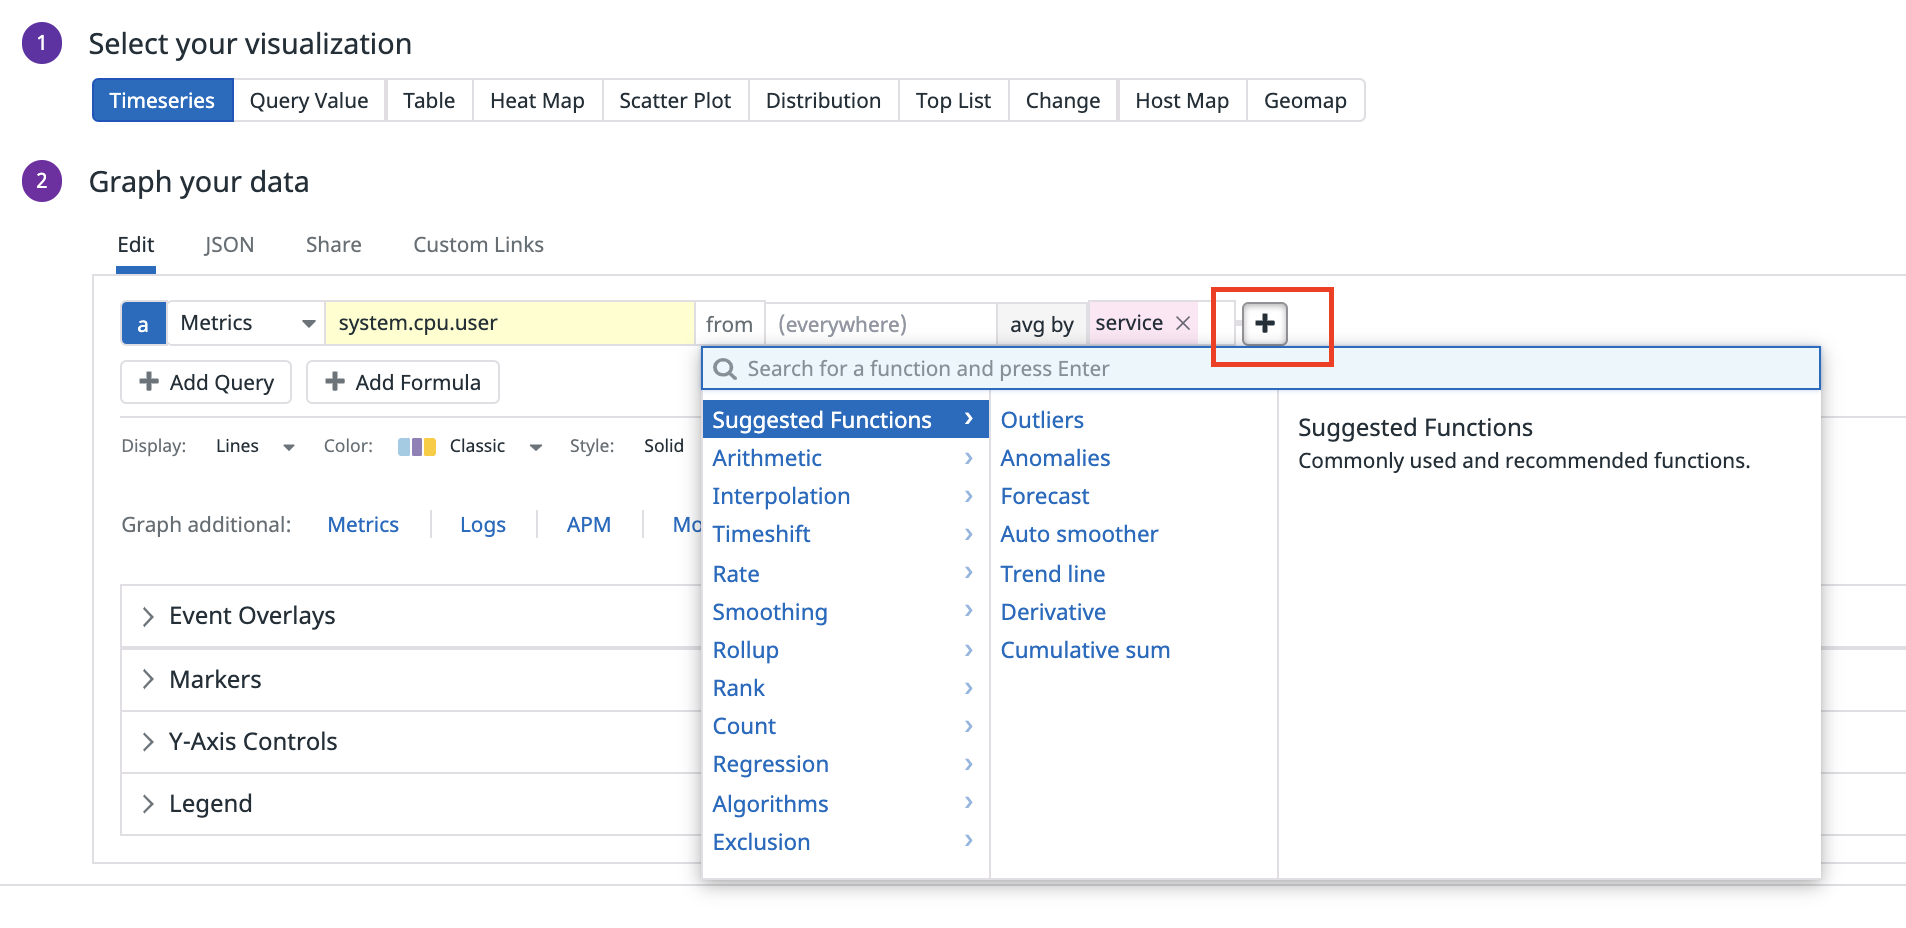 1 Select your visualization
Timeseries Query Value Table Heat Map Scatter Plot Distribution Top List Change Host Map Geomap
2 Graph your data
Edit JSON Share Custom Links
a Metrics system.cpu.user from (everywhere) avg by service
Add Query Add Formula
Search for a function and press Enter
Display: Lines Color: Classic Style: Solid
Graph additional: Metrics Logs APM Mo
Event Overlays
Markers
Y-Axis Controls
Legend
Suggested Functions
Arithmetic
Interpolation
Timeshift
Rate
Smoothing
Rollup
Rank
Count
Regression
Algorithms
Exclusion
Outliers
Anomalies
Forecast
Auto smoother
Trend line
Derivative
Cumulative sum
Suggested Functions
Commonly used and recommended functions.